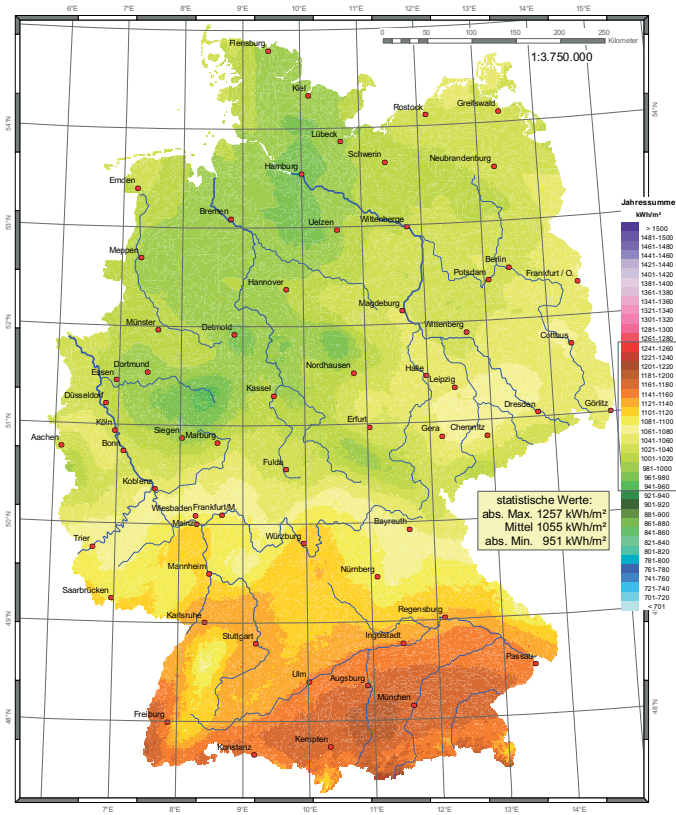 6°E 7°E 8°E 9°E 10°E 11°E 12°E 13°E 14°E 15°E
0 50 100 150 200 250 Kilometer
1:3.750.000
Flensburg
Kiel
Rostock
Greifswald
54°N
54°N
Lübeck
Schwerin
Neubrandenburg
Hamburg
Emden
Bremen
Uelzen
Wittenberge
53°N
Meppen
Berlin
Potsdam
Frankfurt / O.
Hannover
Magdeburg
Münster
Detmold
Wittenberg
Cottbus
52°N
Dortmund
Essen
Nordhausen
Halle
Leipzig
Düsseldorf
Kassel
Dresden
Görlitz
51°N
Köln
Aachen
Bonn
Siegen
Marburg
Erfurt
Gera
Chemnitz
Fulda
Koblenz
Wiesbaden
Frankfurt/M.
Mainz
50°N
Bayreuth
Trier
Würzburg
Mannheim
Nürnberg
Saarbrücken
49°N
Karlsruhe
Regensburg
Stuttgart
Ingolstadt
Passau
Ulm
Augsburg
München
48°N
48°N
Freiburg
Konstanz
Kempten
Jahressumme
kWh/m²
> 1500
1481-1500
1461-1480
1441-1460
1421-1440
1401-1420
1381-1400
1361-1380
1341-1360
1321-1340
1301-1320
1281-1300
1261-1280
1241-1260
1221-1240
1201-1220
1181-1200
1161-1180
1141-1160
1121-1140
1101-1120
1081-1100
1061-1080
1041-1060
1021-1040
1001-1020
981-1000
961-980
941-960
921-940
901-920
881-900
861-880
841-860
821-840
801-820
781-800
761-780
741-760
721-740
701-720
< 701
statistische Werte:
abs. Max. 1257 kWh/m²
Mittel 1055 kWh/m²
abs. Min. 951 kWh/m²
7°E 8°E 9°E 10°E 11°E 12°E 13°E 14°E